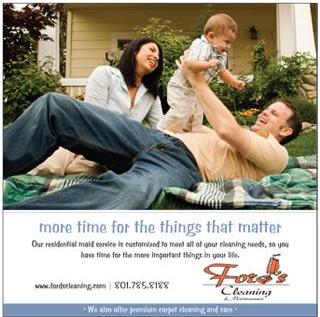 more time for the things that matter
Our residential maid service is customized to meet all of your cleaning needs, so you
have time for the more important things in your life.
Ford's
Cleaning
& Maintenance
www.fordscleaning.com | 801.785.8188
• We also offer premium carpet cleaning and care •